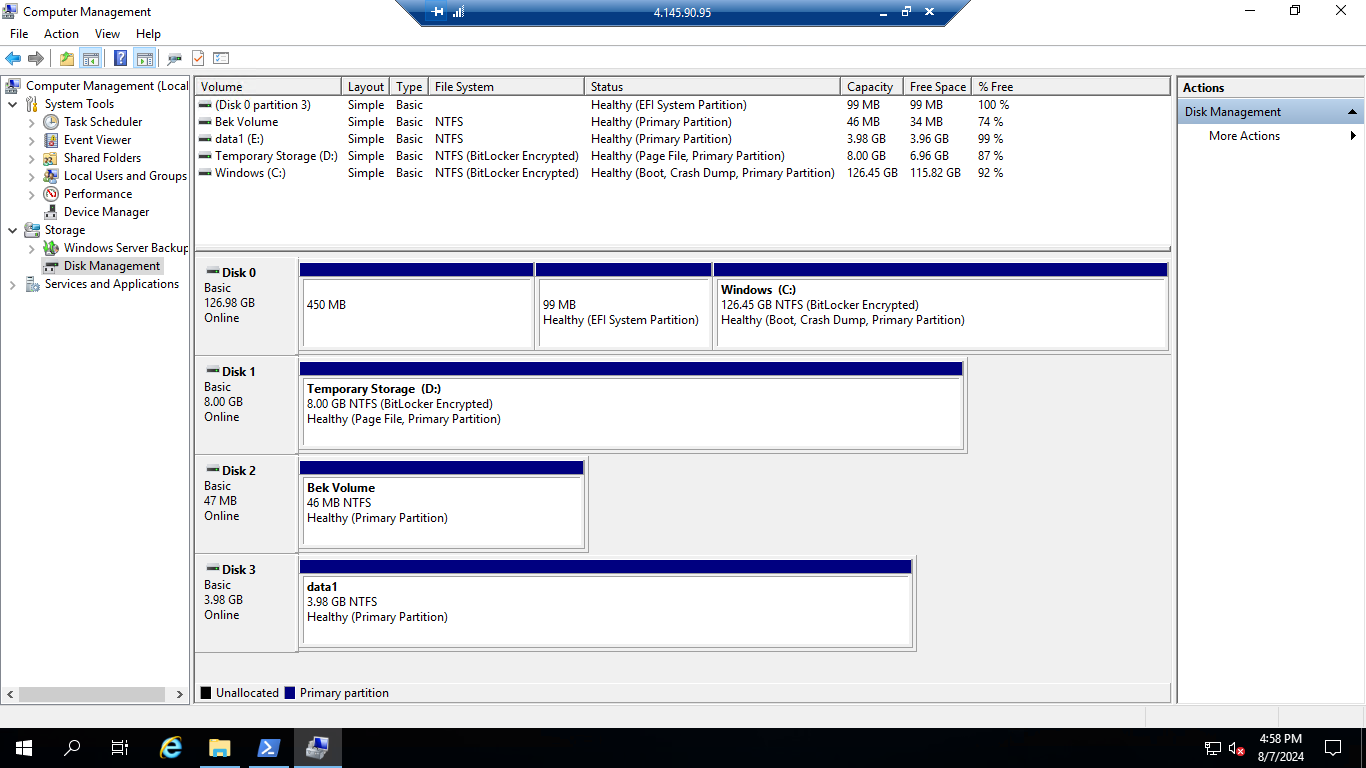 Computer Management
4.145.90.95
File Action View Help
Computer Management (Local
System Tools
Task Scheduler
Event Viewer
Shared Folders
Local Users and Groups
Performance
Device Manager
Storage
Windows Server Backup
Disk Management
Services and Applications
Volume Layout Type File System Status Capacity Free Space % Free
(Disk 0 partition 3) Simple Basic Healthy (EFI System Partition) 99 MB 99 MB 100 %
Bek Volume Simple Basic NTFS Healthy (Primary Partition) 46 MB 34 MB 74 %
data1 (E:) Simple Basic NTFS Healthy (Primary Partition) 3.98 GB 3.96 GB 99 %
Temporary Storage (D:) Simple Basic NTFS (BitLocker Encrypted) Healthy (Page File, Primary Partition) 8.00 GB 6.96 GB 87 %
Windows (C:) Simple Basic NTFS (BitLocker Encrypted) Healthy (Boot, Crash Dump, Primary Partition) 126.45 GB 115.82 GB 92 %
Disk 0
Basic
126.98 GB
Online
450 MB
99 MB
Healthy (EFI System Partition)
Windows (C:)
126.45 GB NTFS (BitLocker Encrypted)
Healthy (Boot, Crash Dump, Primary Partition)
Disk 1
Basic
8.00 GB
Online
Temporary Storage (D:)
8.00 GB NTFS (BitLocker Encrypted)
Healthy (Page File, Primary Partition)
Disk 2
Basic
47 MB
Online
Bek Volume
46 MB NTFS
Healthy (Primary Partition)
Disk 3
Basic
3.98 GB
Online
data1
3.98 GB NTFS
Healthy (Primary Partition)
Unallocated Primary partition
Actions
Disk Management
More Actions
4:58 PM
8/7/2024